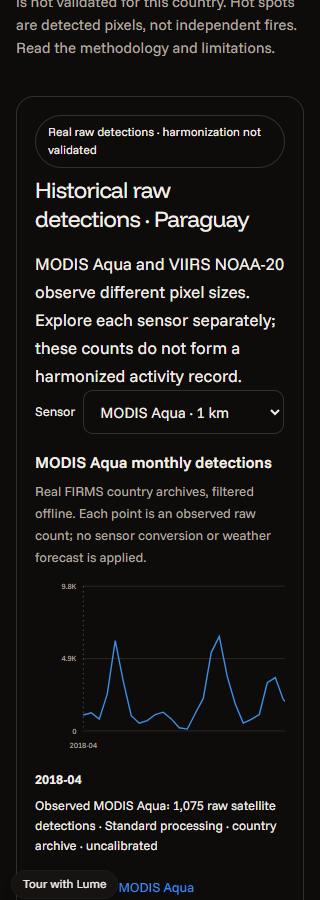 is not validated for this country. Hot spots
are detected pixels, not independent fires.
Read the methodology and limitations.
Real raw detections · harmonization not
validated
Historical raw
detections · Paraguay
MODIS Aqua and VIIRS NOAA-20
observe different pixel sizes.
Explore each sensor separately;
these counts do not form a
harmonized activity record.
Sensor
MODIS Aqua · 1 km
MODIS Aqua monthly detections
Real FIRMS country archives, filtered
offline. Each point is an observed raw
count; no sensor conversion or weather
forecast is applied.
9.8K
4.9K
0
2018-04
2018-04
Observed MODIS Aqua: 1,075 raw satellite
detections · Standard processing · country
archive · uncalibrated
Tour with Lume
MODIS Aqua